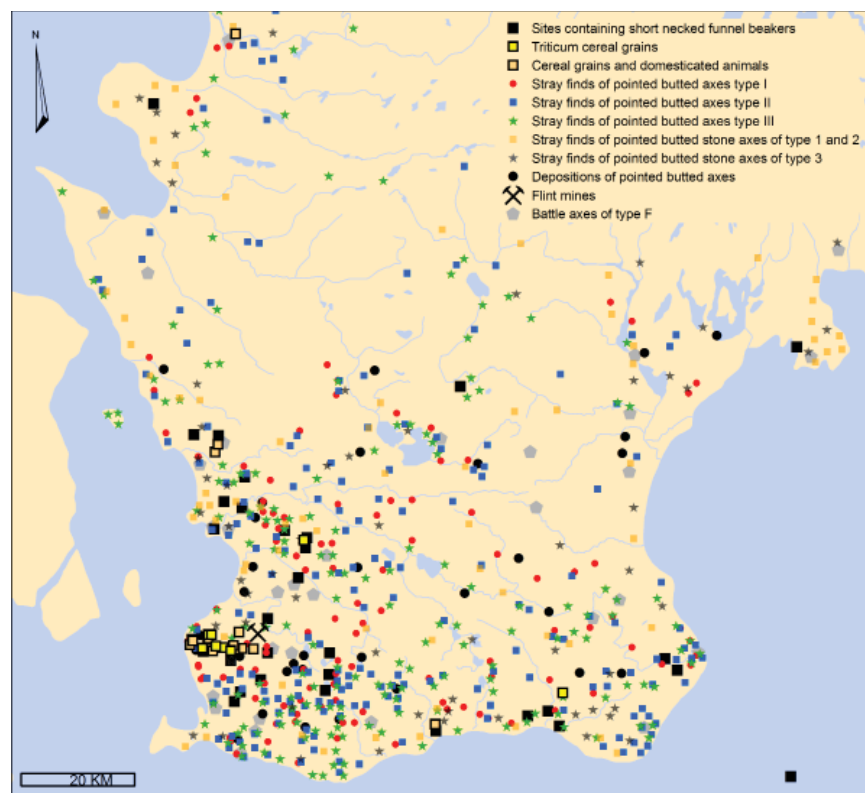 N
Sites containing short necked funnel beakers
Triticum cereal grains
Cereal grains and domesticated animals
Stray finds of pointed butted axes type I
Stray finds of pointed butted axes type II
Stray finds of pointed butted axes type III
Stray finds of pointed butted stone axes of type 1 and 2
Stray finds of pointed butted stone axes of type 3
Depositions of pointed butted axes
Flint mines
Battle axes of type F
20 KM